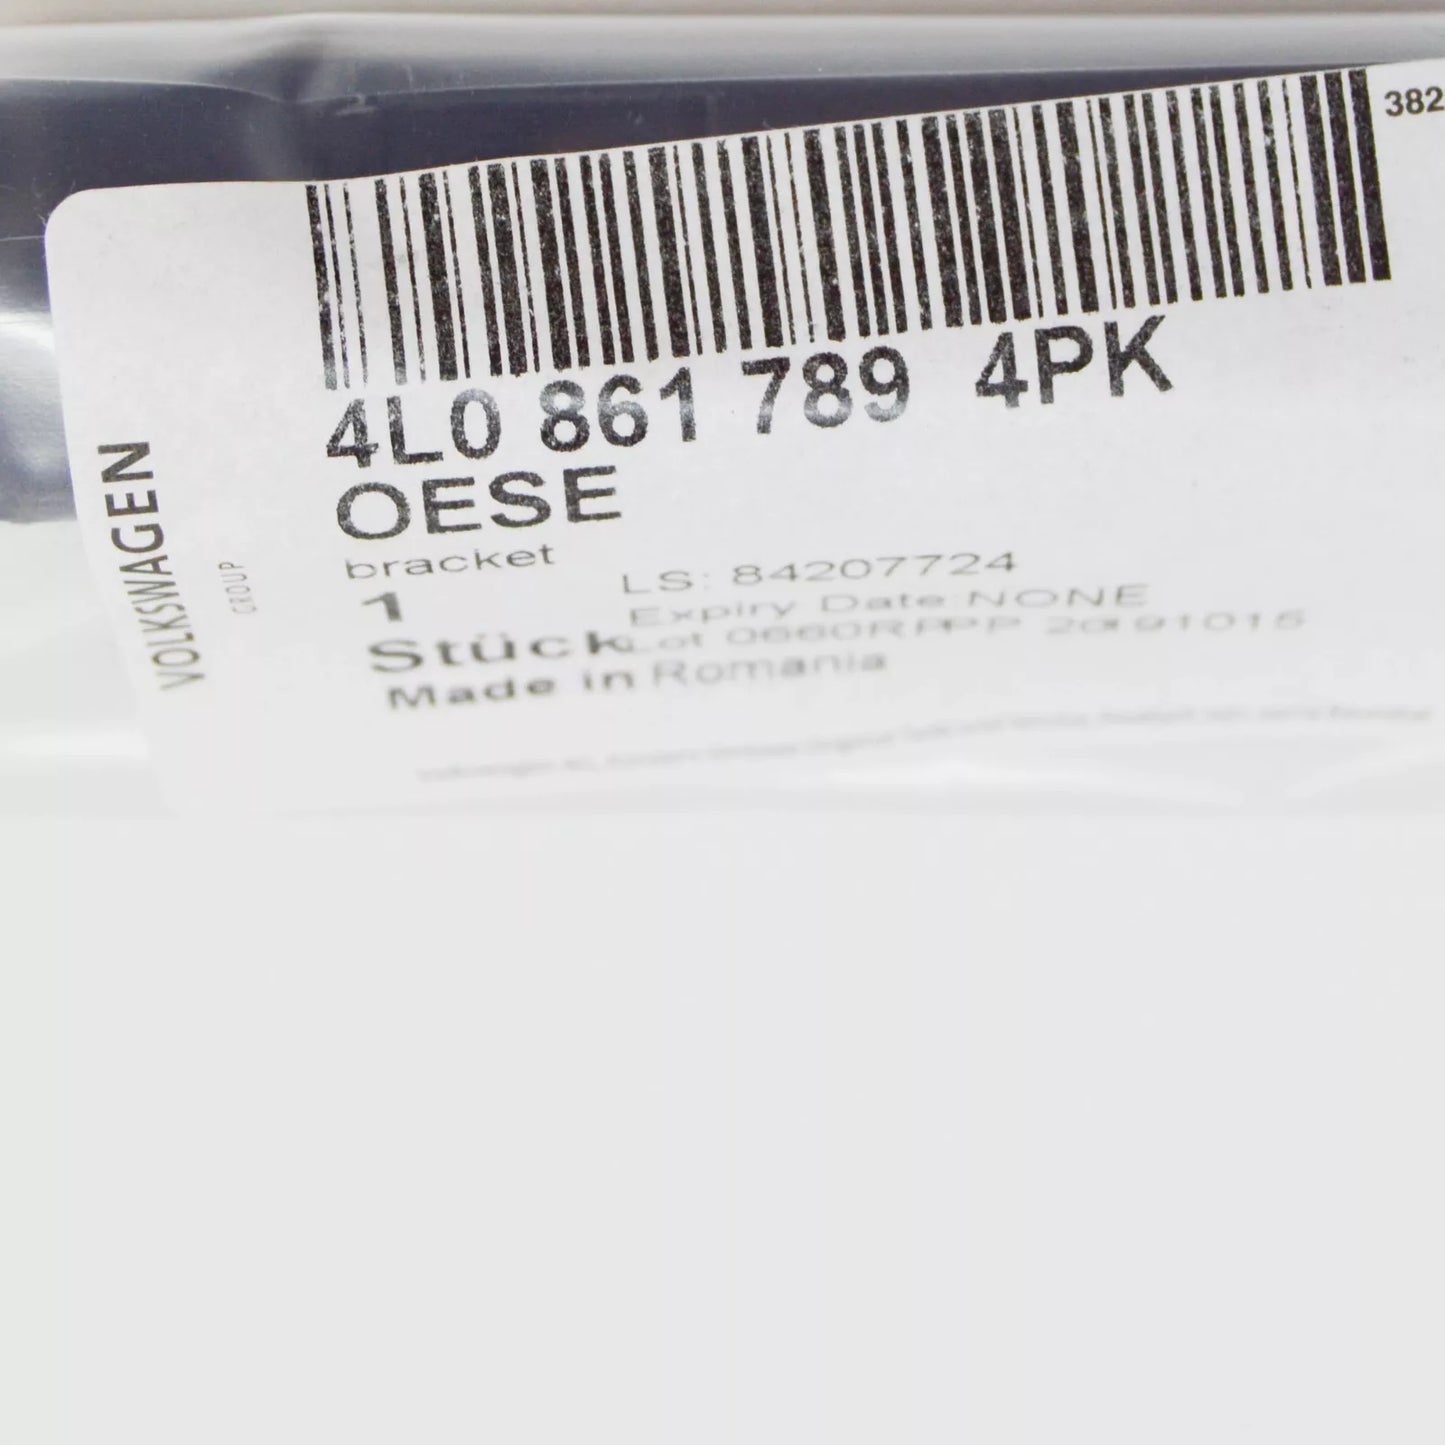 382
4L0 861 789 4PK
OESE
bracket
1
LS: 84207724
Expiry Date:NONE
Stück
Lot
Made in Romania
VOLKSWAGEN
GROUP